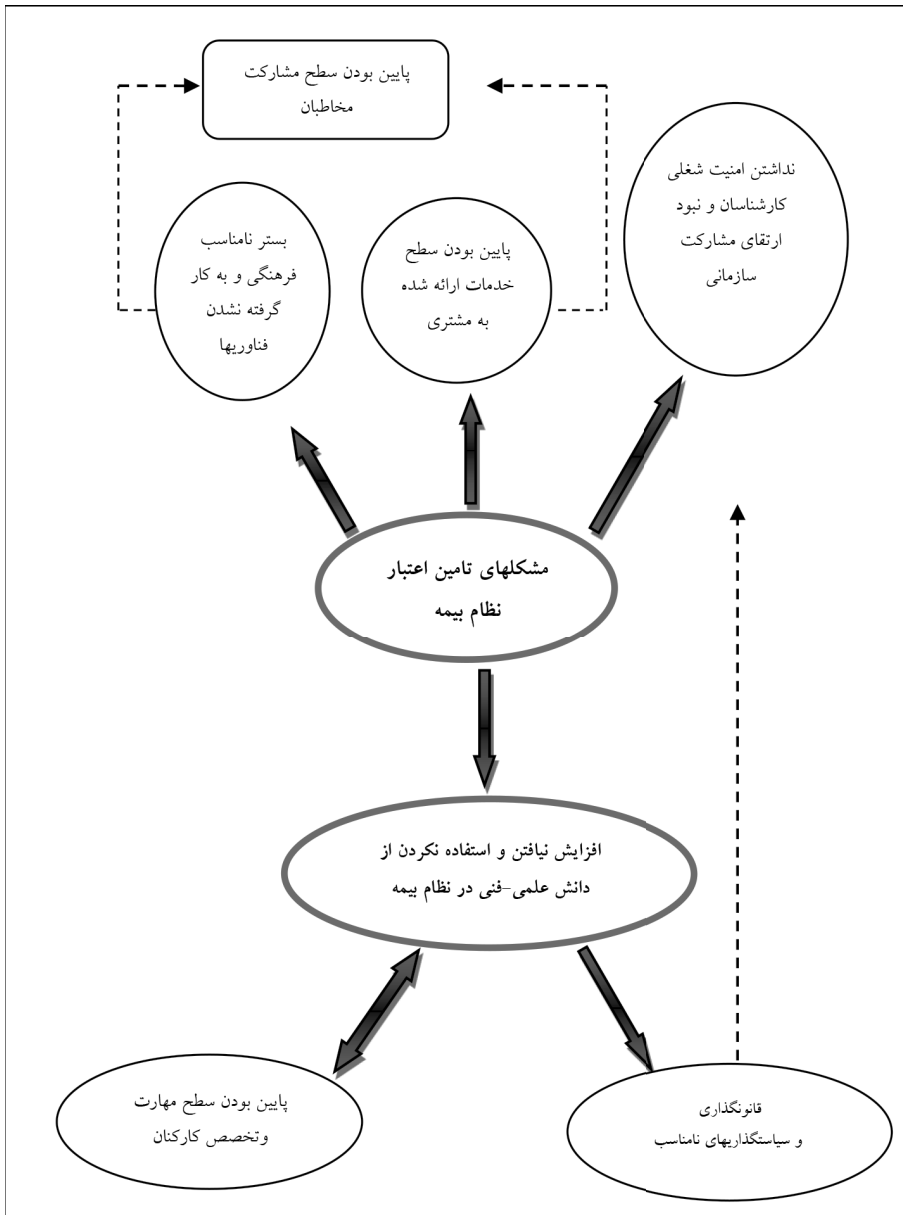 پایین بودن سطح مشارکت
مخاطبان
نداشتن امنیت شغلی
کارشناسان و نبود
ارتقای مشارکت
سازمانی
پایین بودن سطح
خدمات ارائه شده
به مشتری
بستر نامناسب
فرهنگی و به کار
گرفته نشدن
فناوریها
مشکلهای تامین اعتبار
نظام بیمه
افزایش نیافتن و استفاده نکردن از
دانش علمی-فنی در نظام بیمه
قانونگذاری
و سیاستگذاریهای نامناسب
پایین بودن سطح مهارت
وتخصص کارکنان